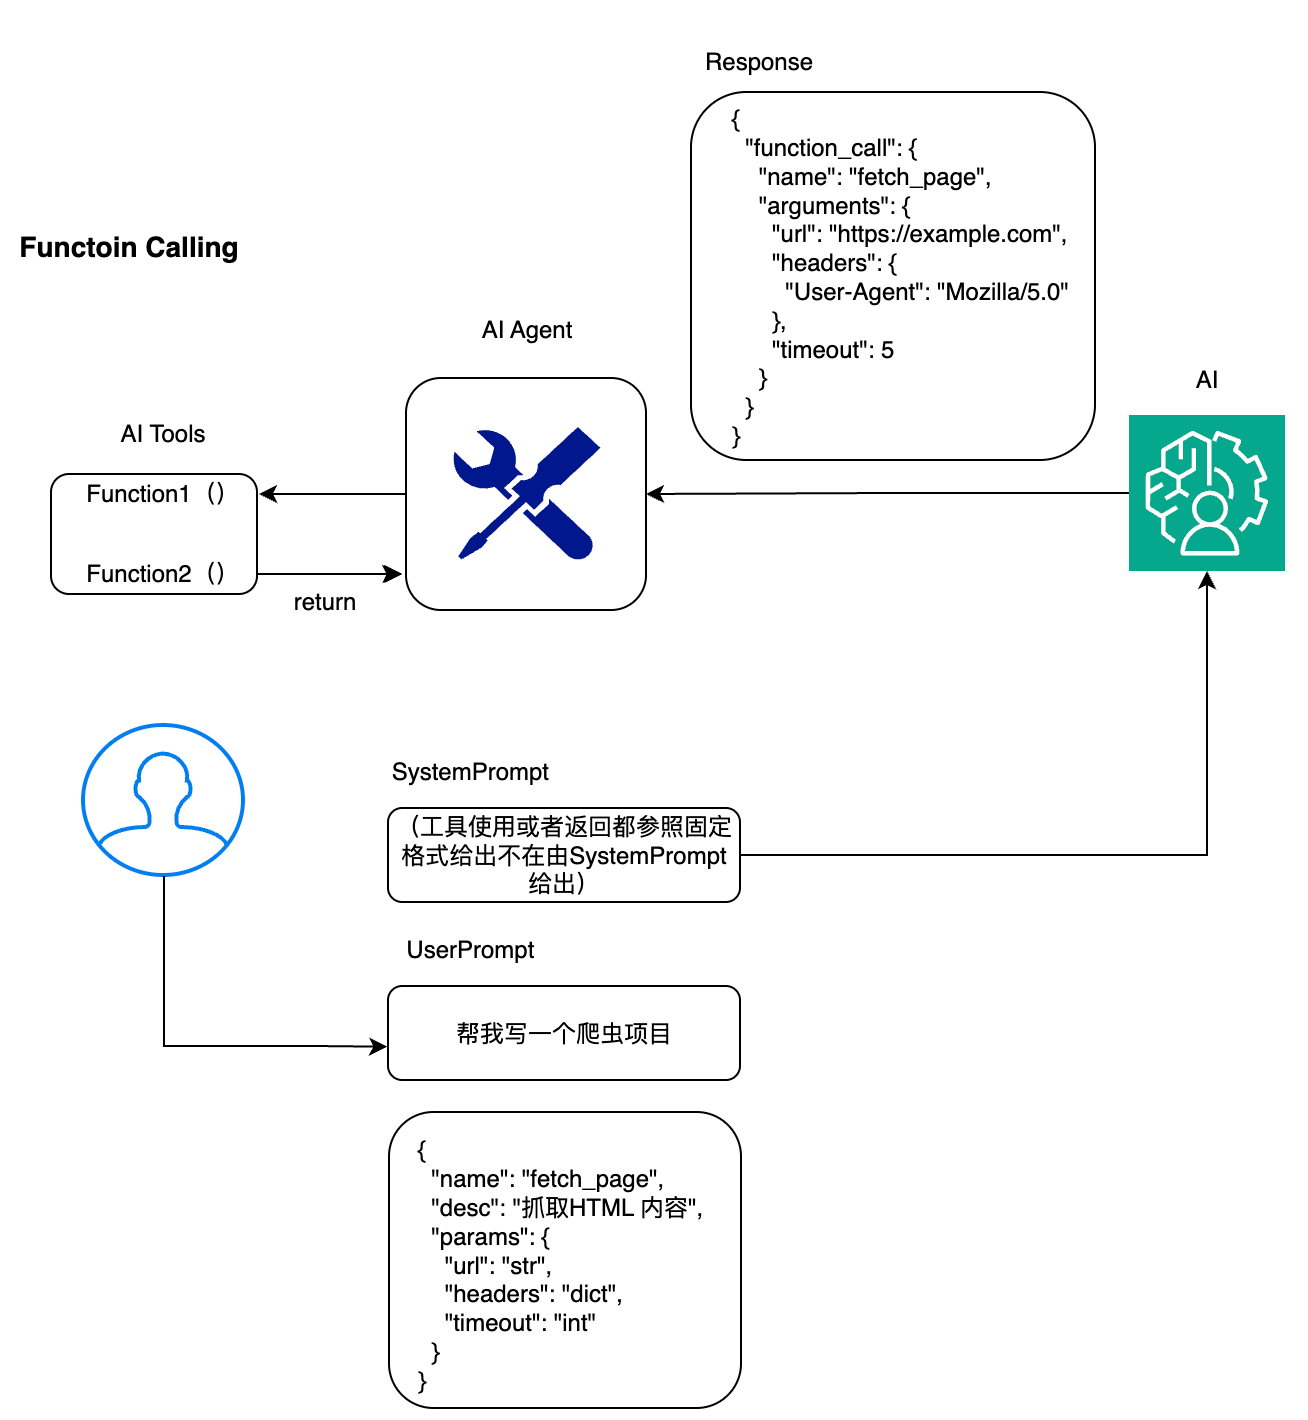 Response
{
"function_call": {
"name": "fetch_page",
"arguments": {
"url": "https://example.com",
"headers": {
"User-Agent": "Mozilla/5.0"
},
"timeout": 5
}
}
}
Functoin Calling
AI Agent
AI
AI Tools
Function1（）
Function2（）
return
SystemPrompt
（工具使用或者返回都参照固定
格式给出不在由SystemPrompt
给出）
UserPrompt
帮我写一个爬虫项目
{
"name": "fetch_page",
"desc": "抓取HTML 内容",
"params": {
"url": "str",
"headers": "dict",
"timeout": "int"
}
}